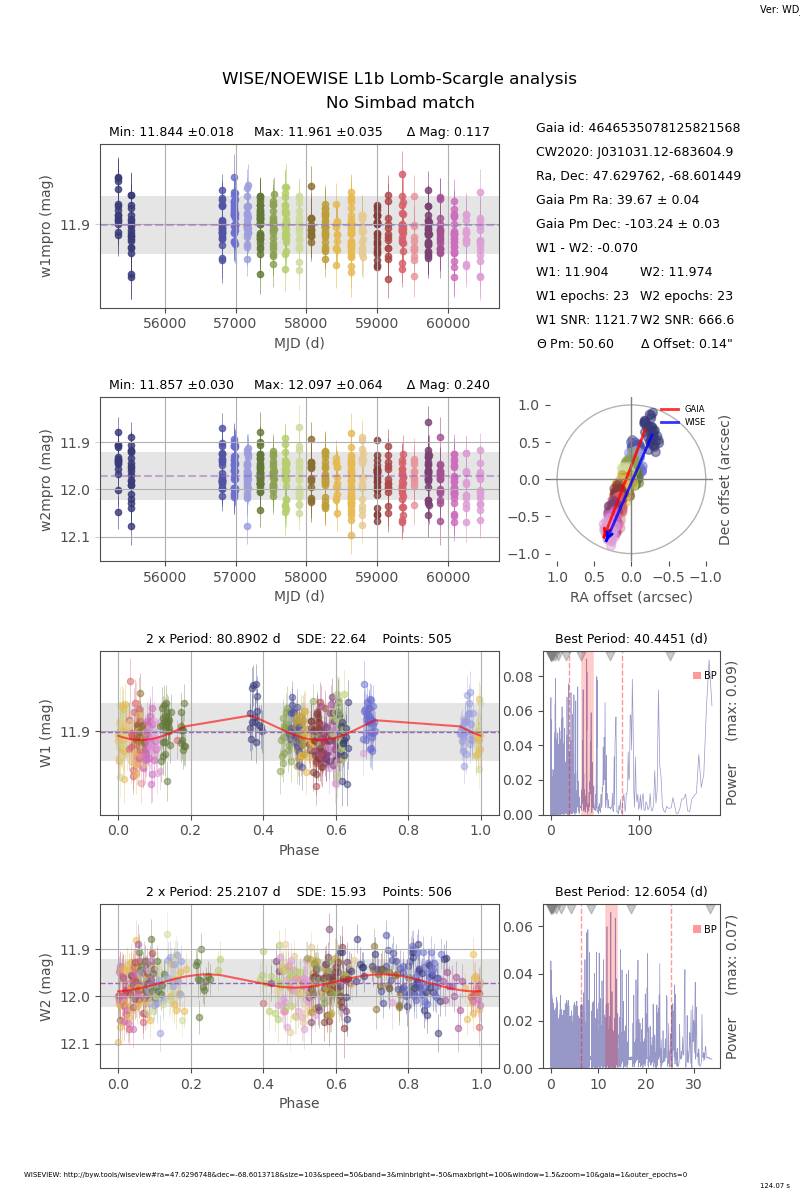 Ver: WD_
WISE/NOEWISE L1b Lomb-Scargle analysis
No Simbad match
Min: 11.844 ±0.018 Max: 11.961 ±0.035 Δ Mag: 0.117
w1mpro (mag)
11.9
56000 57000 58000 59000 60000
MJD (d)
Gaia id: 4646535078125821568
CW2020: J031031.12-683604.9
Ra, Dec: 47.629762, -68.601449
Gaia Pm Ra: 39.67 ± 0.04
Gaia Pm Dec: -103.24 ± 0.03
W1 - W2: -0.070
W1: 11.904 W2: 11.974
W1 epochs: 23 W2 epochs: 23
W1 SNR: 1121.7 W2 SNR: 666.6
Θ Pm: 50.60 Δ Offset: 0.14"
Min: 11.857 ±0.030 Max: 12.097 ±0.064 Δ Mag: 0.240
w2mpro (mag)
11.9
12.0
12.1
56000 57000 58000 59000 60000
MJD (d)
1.0
0.5
0.0
−0.5
−1.0
GAIA
WISE
1.0 0.5 0.0 −0.5 −1.0
RA offset (arcsec)
Dec offset (arcsec)
2 x Period: 80.8902 d SDE: 22.64 Points: 505
W1 (mag)
11.9
0.0 0.2 0.4 0.6 0.8 1.0
Phase
Best Period: 40.4451 (d)
0.08
0.06
0.04
0.02
0.00
BP
0 100
Power (max: 0.09)
2 x Period: 25.2107 d SDE: 15.93 Points: 506
W2 (mag)
11.9
12.0
12.1
0.0 0.2 0.4 0.6 0.8 1.0
Phase
Best Period: 12.6054 (d)
0.06
0.04
0.02
0.00
BP
0 10 20 30
Power (max: 0.07)
WISEVIEW: http://byw.tools/wiseview#ra=47.6296748&dec=-68.6013718&size=103&speed=50&band=3&minbright=-50&maxbright=100&window=1.5&zoom=10&gaia=1&outer_epochs=0
124.07 s